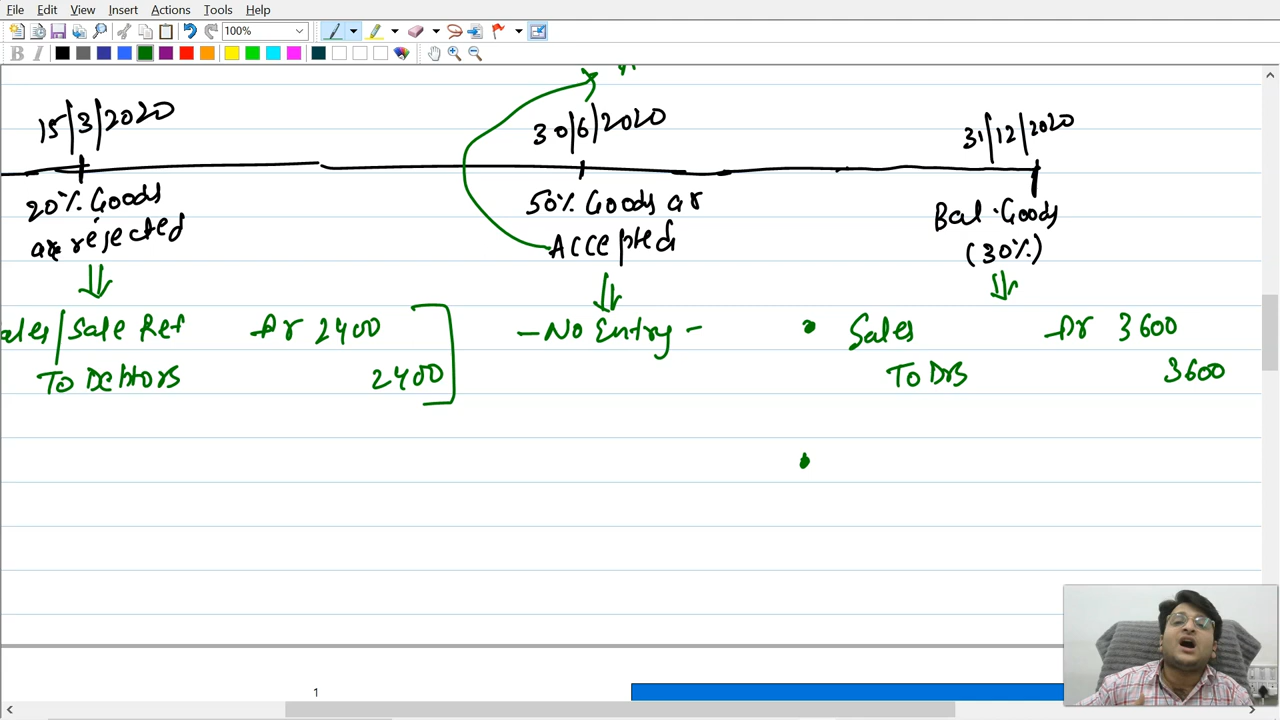 File Edit View Insert Actions Tools Help
100%
B I
15/3/2020
30/6/2020
31/12/2020
20% Goods
are rejected
50% Goods ar
Accepted
Bal. Goods
(30%)
ales/Sale Ret Dr 2400
To Debtors 2400
- No Entry -
Sales Dr 3600
To Drs 3600
1